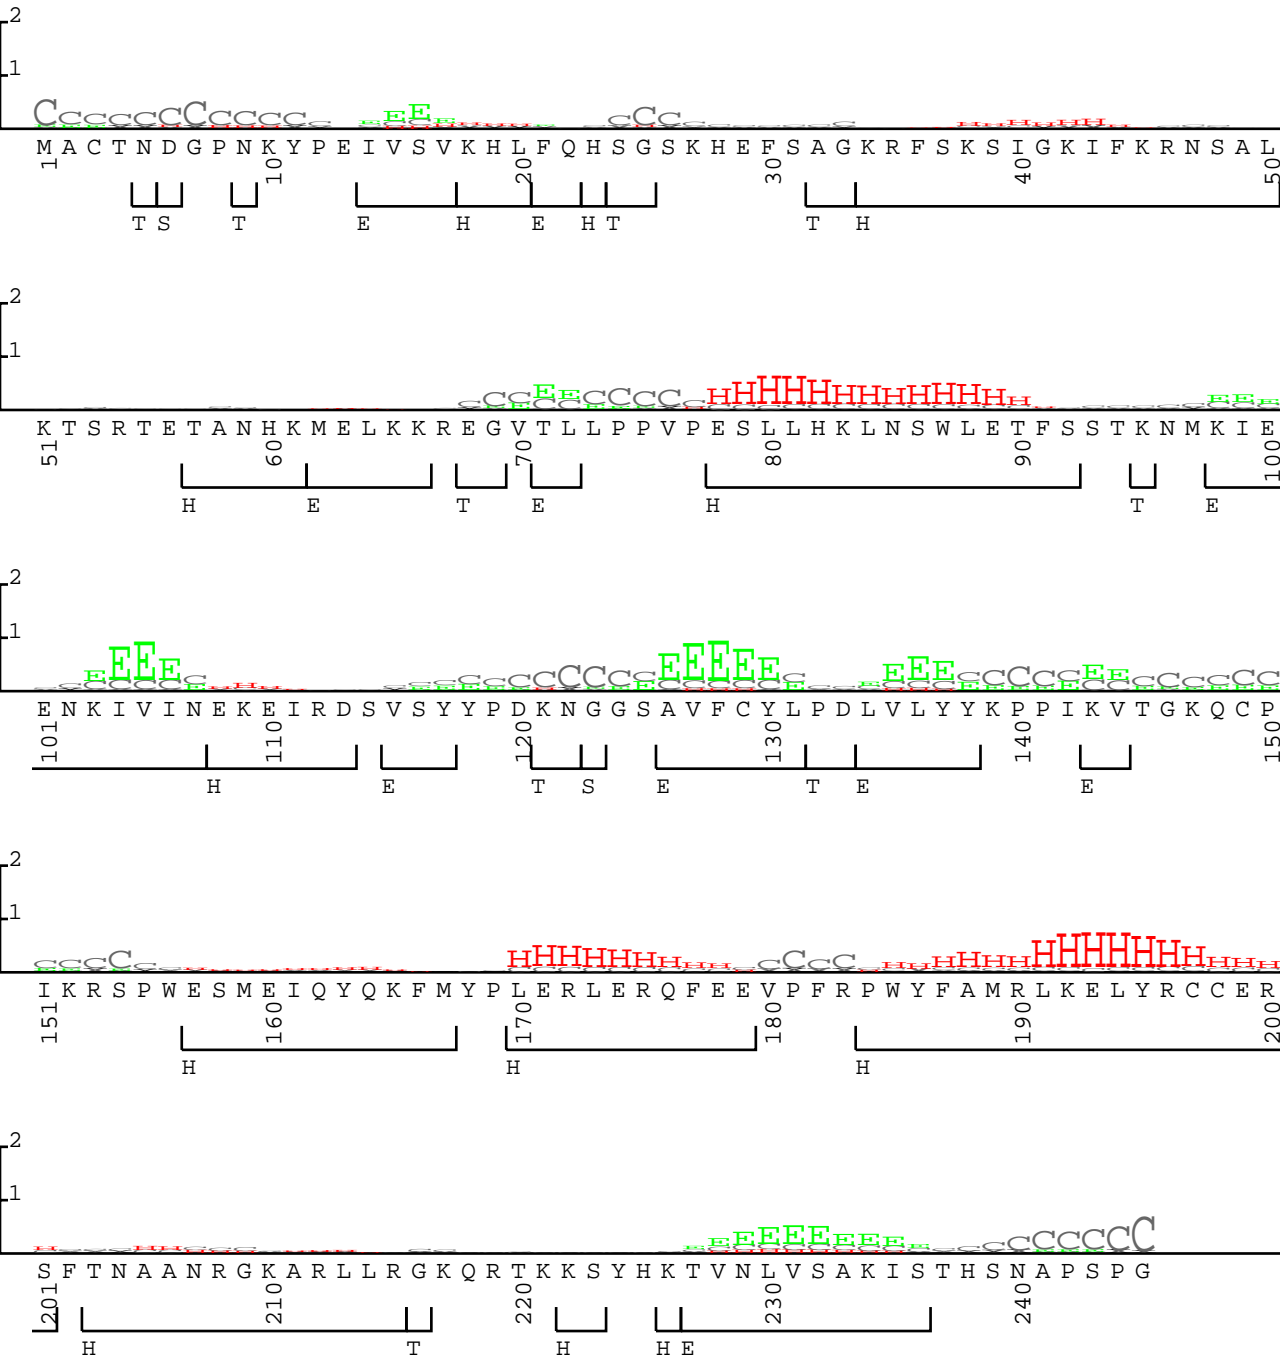 2
1
C C C C C C C C C C C C E E E C C C
M A C T N D G P N K Y P E I V S V K H L F Q H S G S K H E F S A G K R F S K S I G K I F K R N S A L
1 10 20 30 40 50
T S T E H E H T T H
2
1
C C E E C C C C H H H H H H H H H H H H H
K T S R T E T A N H K M E L K K R E G V T L L P P V P E S L L H K L N S W L E T F S S T K N M K I E
51 60 70 80 90 100
H E T E H T E
2
1
E E E E C C C C C C C E E E E E E E E C C C C C E E C C C C C C
E N K I V I N E K E I R D S V S Y Y P D K N G G S A V F C Y L P D L V L Y Y K P P I K V T G K Q C P
101 110 120 130 140 150
H E T S E T E E
2
1
C C C C H H H H H H H C C C C H H H H H H H H H H H H H H
I K R S P W E S M E I Q Y Q K F M Y P L E R L E R Q F E E V P F R P W Y F A M R L K E L Y R C C E R
151 160 170 180 190 200
H H H
2
1
E E E E E E E E C C C C C C
S F T N A A N R G K A R L L R G K Q R T K K S Y H K T V N L V S A K I S T H S N A P S P G
201 210 220 230 240
H T H H E